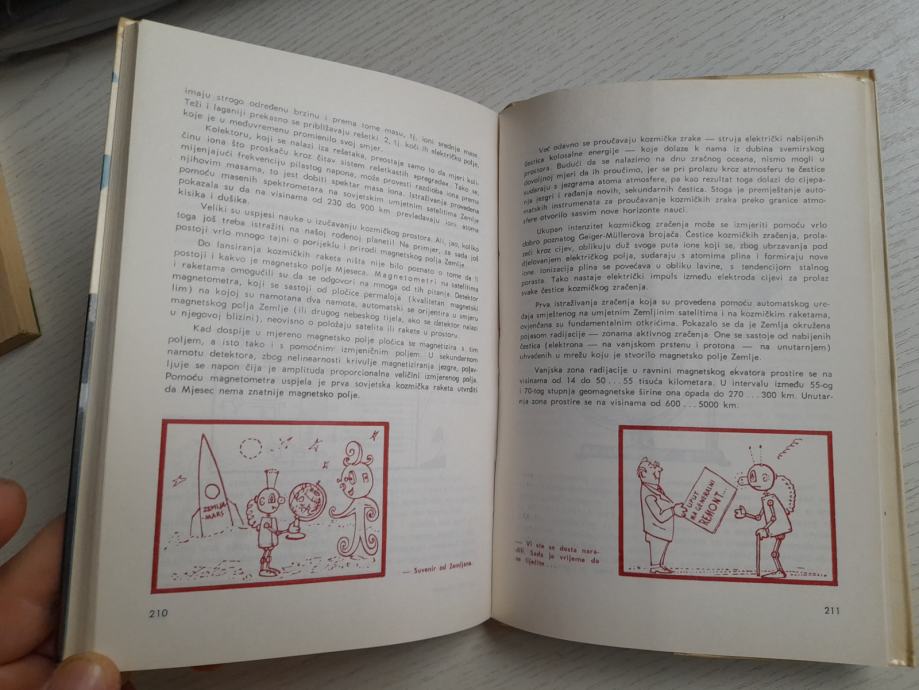 imaju strogo određenu brzinu i prema tome masu, tj. ioni srednje mase.
Teži i laganiji prekasno se približavaju rešetki 2, tj. koči ih električko polje,
koje je u međuvremenu promienilo svoj smjer.
Kolektoru, koji se nalazi iza rešetaka, preostaje samo to da mjeri koli-
činu iona što proskaču kroz čitav sistem rešetkastih »pregrada«. Tako se,
mijenjajući frekvenciju pilastog napona, može provesti razdioba iona prema
njihovim masama, to jest dobiti spektar masa iona. Istraživanja provedena
pomoću masenih spektrometara na sovjetskim umjetnim satelitima Zemlje
pokazala su da na visinama od 230 do 900 km prevlađavaju ioni atoma
kisika i dušika.
Veliki su uspjesi nauke u izučavanju kozmičkog prostora. Ali, jao, koliko
toga još treba istražiti na našoj rođenoj planeti! Na primjer, sa sada još
postoji vrlo mnogo tajni o porijeklu i prirodi magnetskog polja Zemlje.
Do lansiranja kozmičkih raketa ništa nije bilo poznato o tome da li
postoji i kakvo je magnetsko polje Mjeseca. Magnetometri na satelitima
i raketama omogućili su da se odgovori na mnoga od tih pitanja. Detektor
magnetometra, koji se sastoji od pločice permaloja (kvalitetan magnetski
lim) na kojoj su namotana dva namota, automatski se orijentira u smjeru
magnetskog polja Zemlje (ili drugog nebeskog tijela, ako se detektor nalazi
u njegovoj blizini), neovisno o položaju satelita ili rakete u prostoru.
Kad dospije u mjereno magnetsko polje pločica se magnetizira s tim
poljem, a isto tako i s pomoćnim izmjeničnim poljem. U sekundarnom
namotu detektora, zbog nelinearnosti krivulje magnetiziranja jezgre, pojav-
ljuje se napon čija je amplituda proporcionalna veličini izmjerenog polja.
Pomoću magnetometra uspjela je prva sovjetska kozmička raketa utvrditi
da Mjesec nema znatnije magnetsko polje.
ZEMLJA
MARS
— Suvenir od Zemljana.
210
Već odavno se proučavaju kozmičke zrake — struja električki nabijenih
čestica kolosalne energije — koje dolaze k nama iz dubina svemirskog
prostora. Budući da se nalazimo na dnu zračnog oceana, nismo mogli u
dovoljnoj mjeri da ih proučimo, jer se pri prolazu kroz atmosferu te čestice
sudaraju s jezgrama atoma atmosfere, pa kao rezultat toga dolazi do cijepa-
nja jezgri i rađanja novih, sekundarnih čestica. Stoga je premještanje auto-
matskih instrumenata za proučavanje kozmičkih zraka preko granice atmo-
sfere otvorilo sasvim nove horizonte nauci.
Ukupan intenzitet kozmičkog zračenja može se izmjeriti pomoću vrlo
dobro poznatog Geiger-Müllerova brojača. Čestice kozmičkih zračenja, prola-
zeći kroz cijev, oblikuju duž svoga puta ione koji se, zbog ubrzavanja pod
djelovanjem električkog polja, sudaraju s atomima plina i formiraju nove
ione. Ionizacija plina se povećava u obliku lavine, s tendencijom stalnog
porasta. Tako nastaje električki impuls između elektroda cijevi za prolaz
svake čestice kozmičkog zračenja.
Prva istraživanja zračenja koja su provedena pomoću automatskog ure-
đaja smještenog na umjetnim Zemljinim satelitima i na kozmičkim raketama,
ovjenčana su fundamentalnim otkrićima. Pokazalo se da je Zemlja okružena
pojasom radijacije — zonama aktivnog zračenja. One se sastoje od nabijenih
čestica (elektrona — na vanjskom prstenu i protona — na unutarnjem)
uhvaćenih u mrežu koju je stvorilo magnetsko polje Zemlje.
Vanjska zona radijacije u ravnini magnetskog ekvatora prostire se na
visinama od 14 do 50 . . . 55 tisuća kilometara. U intervalu između 55-og
i 70-tog stupnja geomagnetske širine ona opada do 270 . . . 300 km. Unutar-
nja zona prostire se na visinama od 600 . . . 5000 km.
UPUT
NA GENERALNI
REMONT...
— Vi ste se dosta nara-
dili. Sada je vrijeme da
se liječite . . .
211